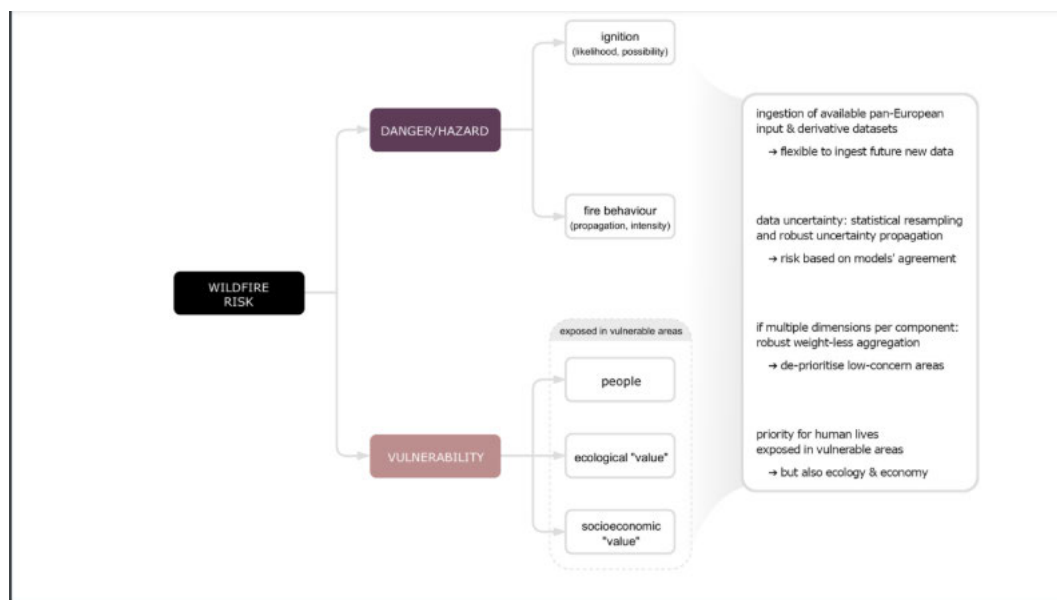 WILDFIRE
RISK
DANGER/HAZARD
ignition
(likelihood, possibility)
fire behaviour
(propagation, intensity)
VULNERABILITY
exposed in vulnerable areas
people
ecological "value"
socioeconomic
"value"
ingestion of available pan-European
input & derivative datasets
→ flexible to ingest future new data
data uncertainty: statistical resampling
and robust uncertainty propagation
→ risk based on models' agreement
if multiple dimensions per component:
robust weight-less aggregation
→ de-prioritise low-concern areas
priority for human lives
exposed in vulnerable areas
→ but also ecology & economy